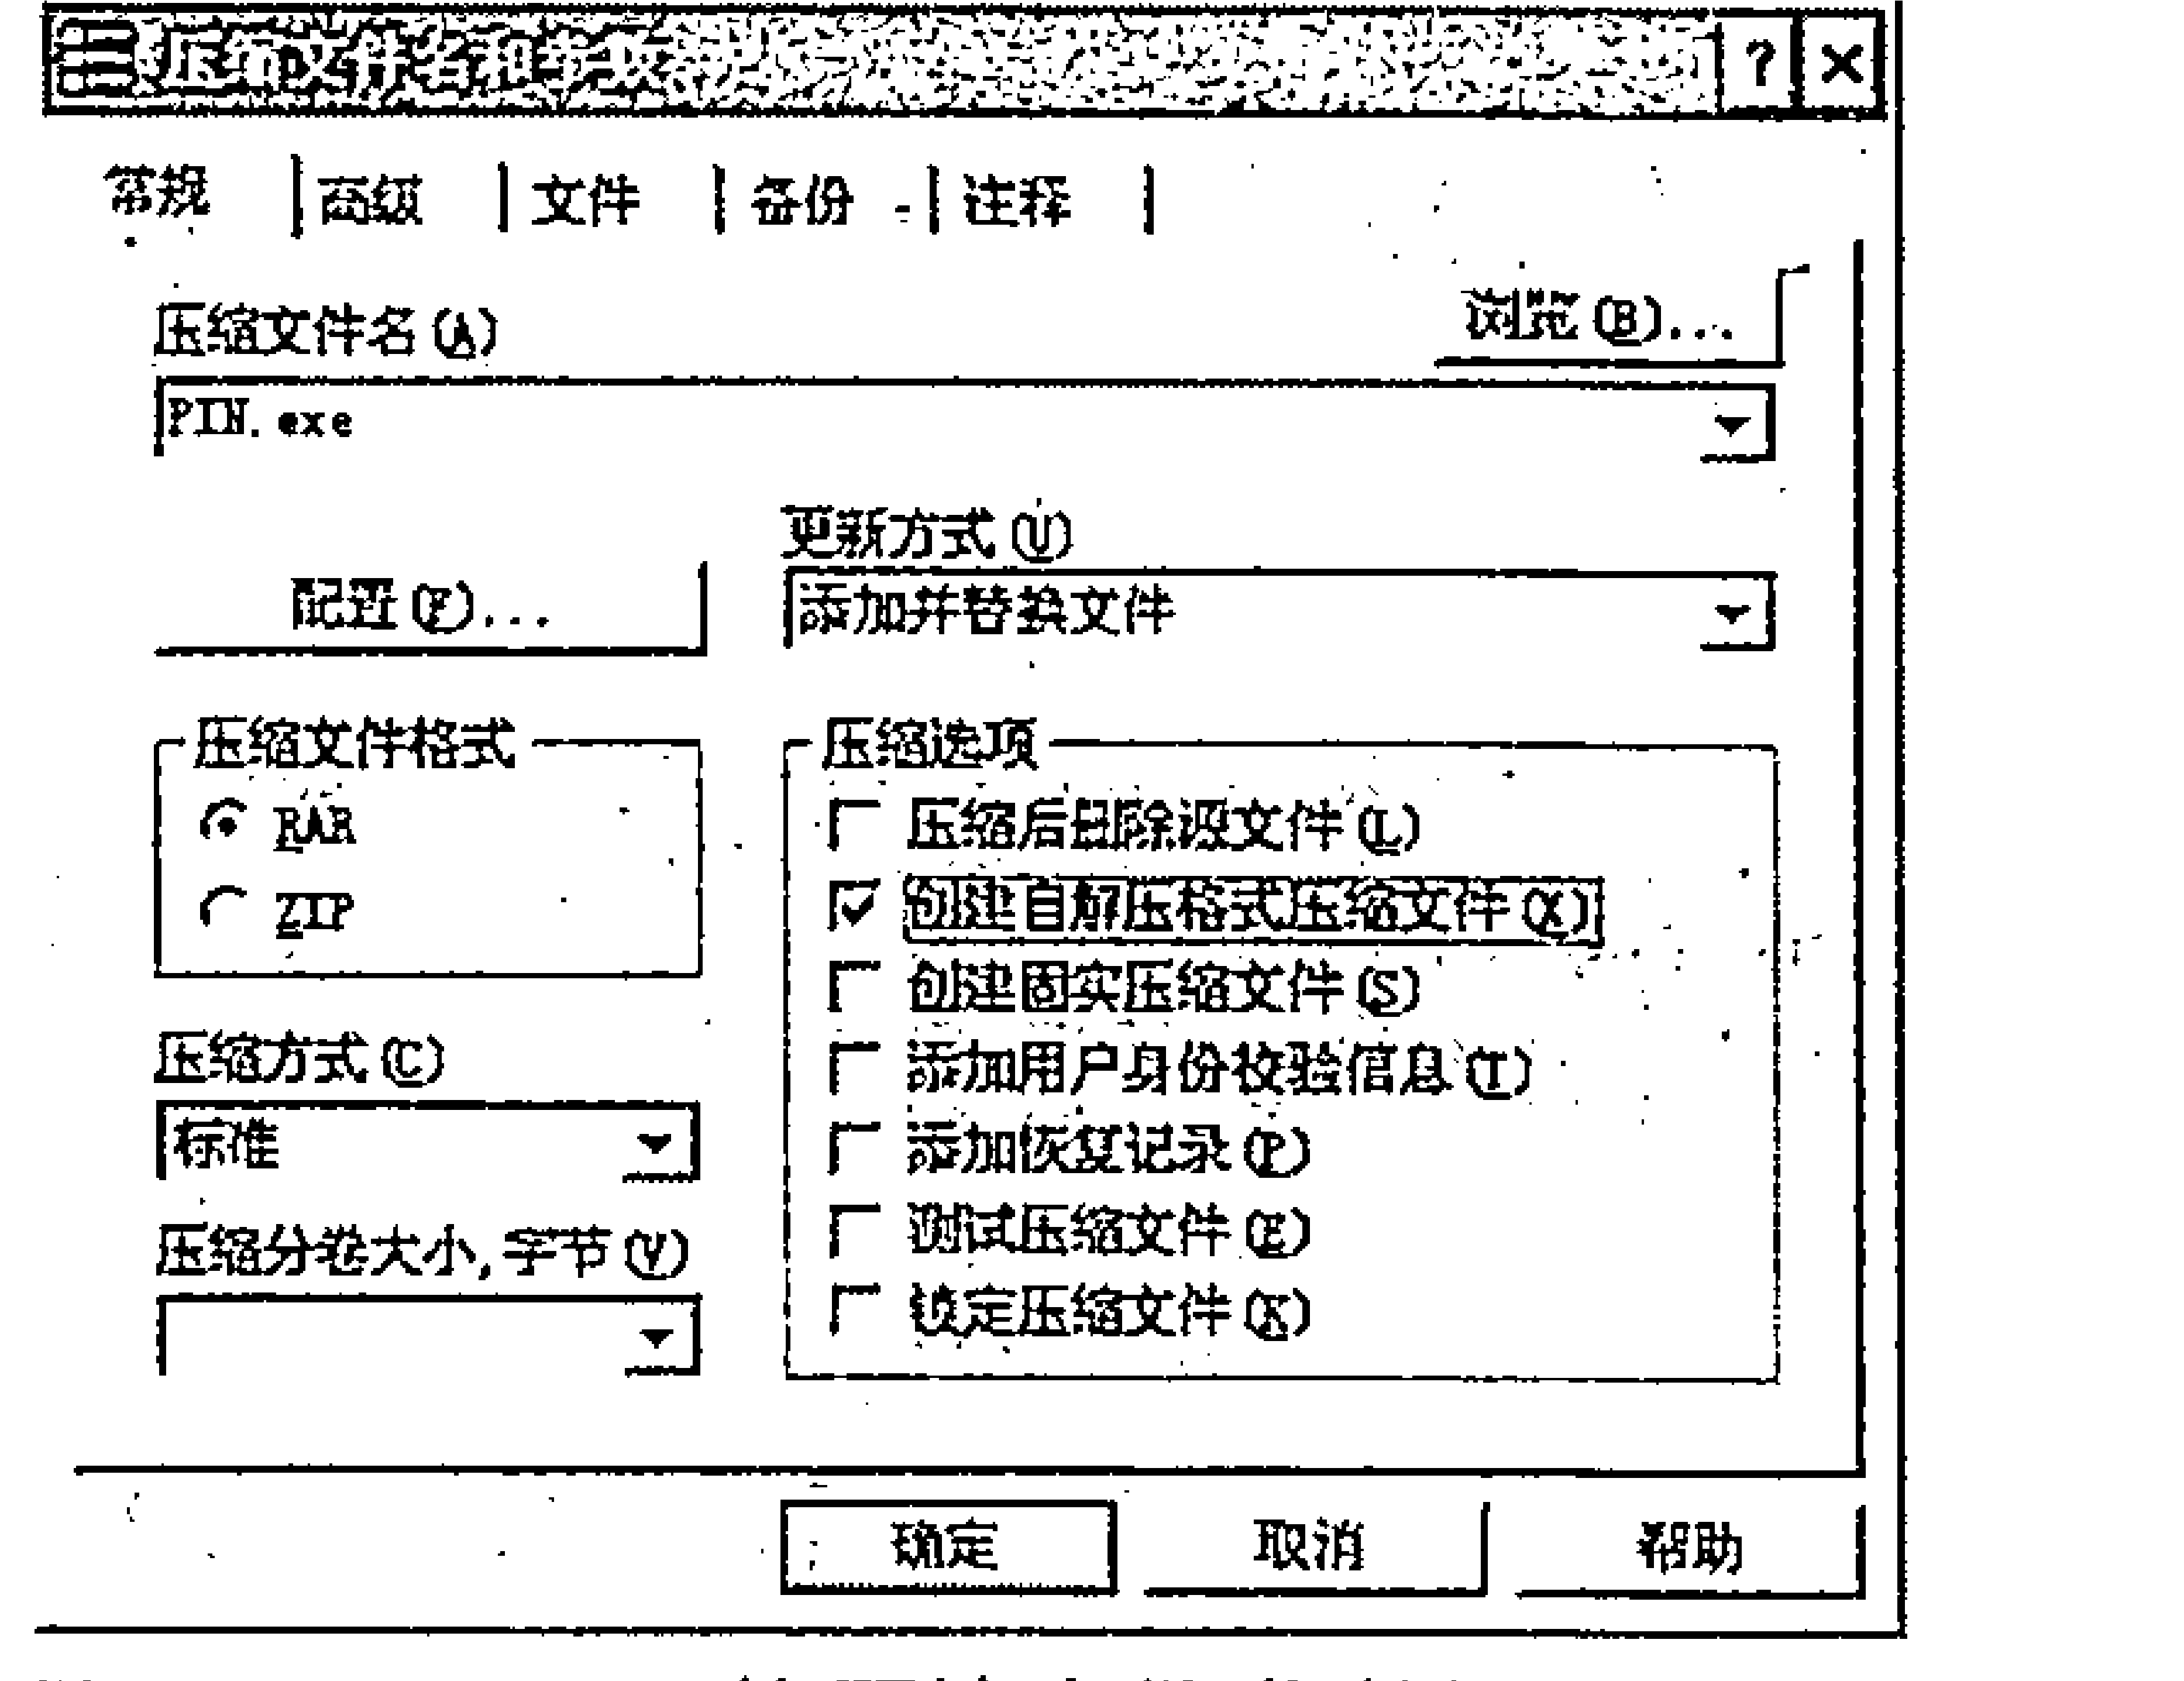 压缩文件名和参数
常规 高级 文件 备份 注释
压缩文件名(A)
浏览(B)...
PIN.exe
更新方式(U)
配置(F)...
添加并替换文件
压缩文件格式
RAR
ZIP
压缩方式(C)
标准
压缩分卷大小,字节(V)
压缩选项
压缩后删除源文件(L)
创建自解压格式压缩文件(X)
创建固实压缩文件(S)
添加用户身份校验信息(T)
添加恢复记录(P)
测试压缩文件(E)
锁定压缩文件(K)
确定 取消 帮助